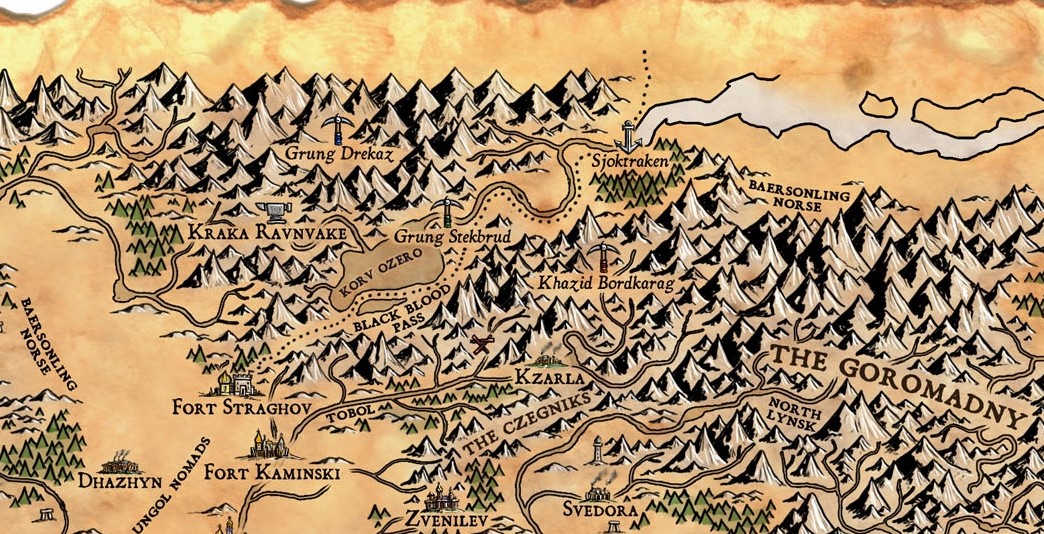 Grung Drekaz
Sjoktraken
BAERSONLING
NORSE
KRAKA RAVNVAKE
Grung Stekbrud
KORV OZERO
Khazid Bordkarag
BLACK BLOOD
PASS
BAERSONLING
NORSE
THE GOROMADNY
KZARLA
FORT STRAGHOV
TOBOL
THE CZEGNIKS
NORTH
LYNSK
DHAZHYN
UNGOL NOMADS
FORT KAMINSKI
ZVENILEV
SVEDORA